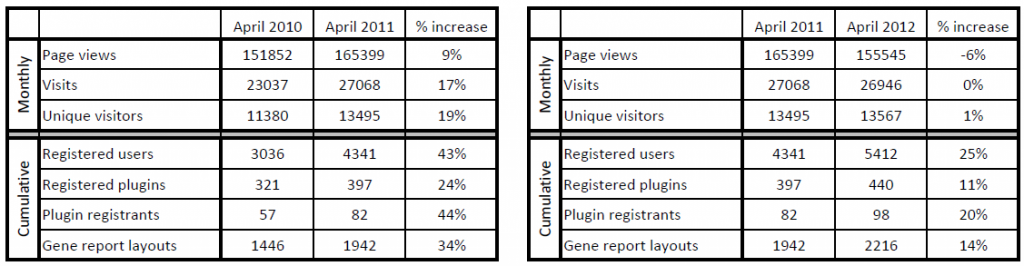 April 2010 April 2011 % increase
Monthly
Page views 151852 165399 9%
Visits 23037 27068 17%
Unique visitors 11380 13495 19%
Cumulative
Registered users 3036 4341 43%
Registered plugins 321 397 24%
Plugin registrants 57 82 44%
Gene report layouts 1446 1942 34%
April 2011 April 2012 % increase
Monthly
Page views 165399 155545 -6%
Visits 27068 26946 0%
Unique visitors 13495 13567 1%
Cumulative
Registered users 4341 5412 25%
Registered plugins 397 440 11%
Plugin registrants 82 98 20%
Gene report layouts 1942 2216 14%